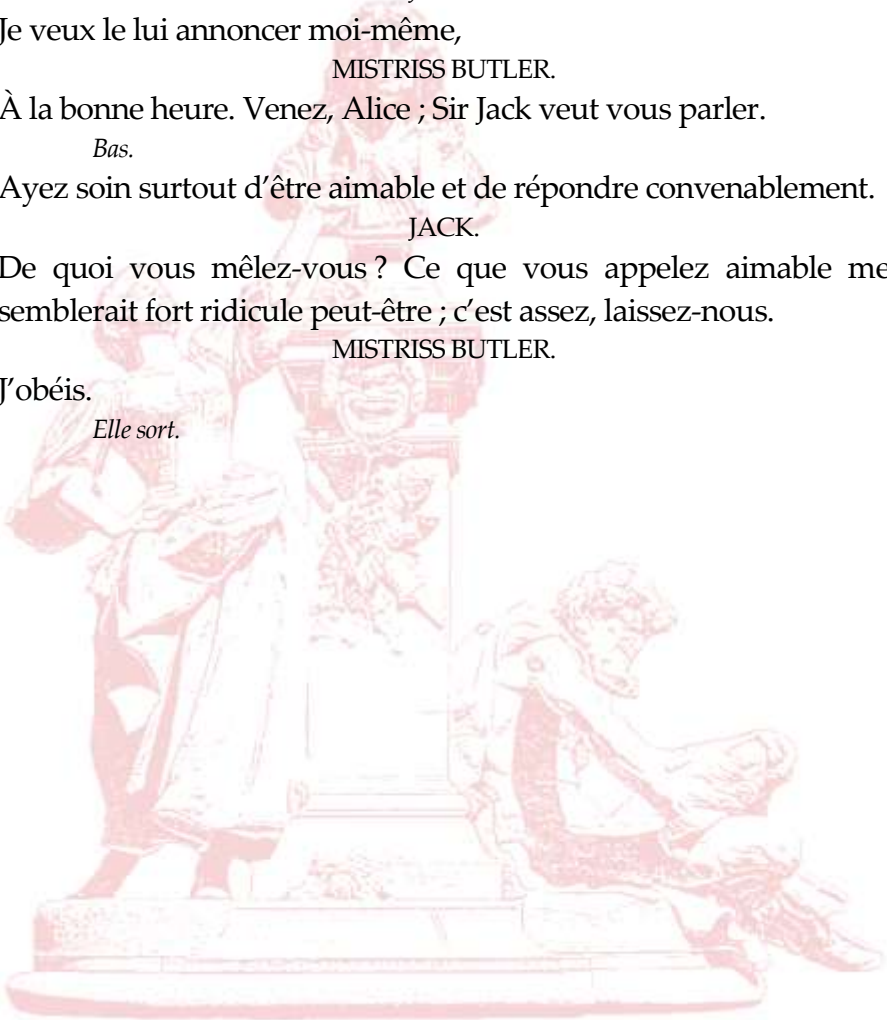 Je veux le lui annoncer moi-même,
MISTRISS BUTLER.
À la bonne heure. Venez, Alice ; Sir Jack veut vous parler.
Bas.
Ayez soin surtout d’être aimable et de répondre convenablement.
JACK.
De quoi vous mêlez-vous ? Ce que vous appelez aimable me
semblerait fort ridicule peut-être ; c’est assez, laissez-nous.
MISTRISS BUTLER.
J’obéis.
Elle sort.